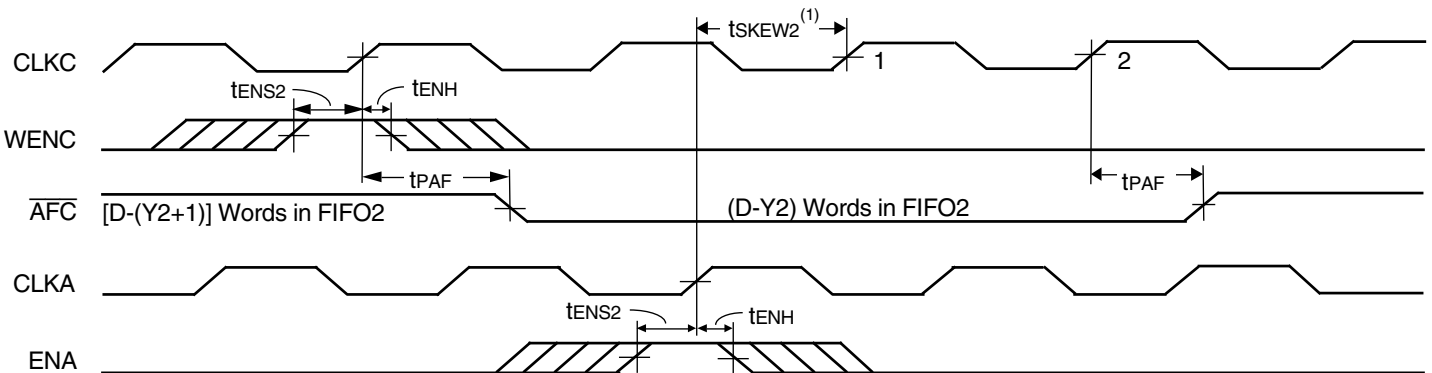 tSKEW2(1)
CLKC
1
2
tENS2
tENH
WENC
tPAF
tPAF
AFC
[D-(Y2+1)] Words in FIFO2
(D-Y2) Words in FIFO2
CLKA
tENS2
tENH
ENA